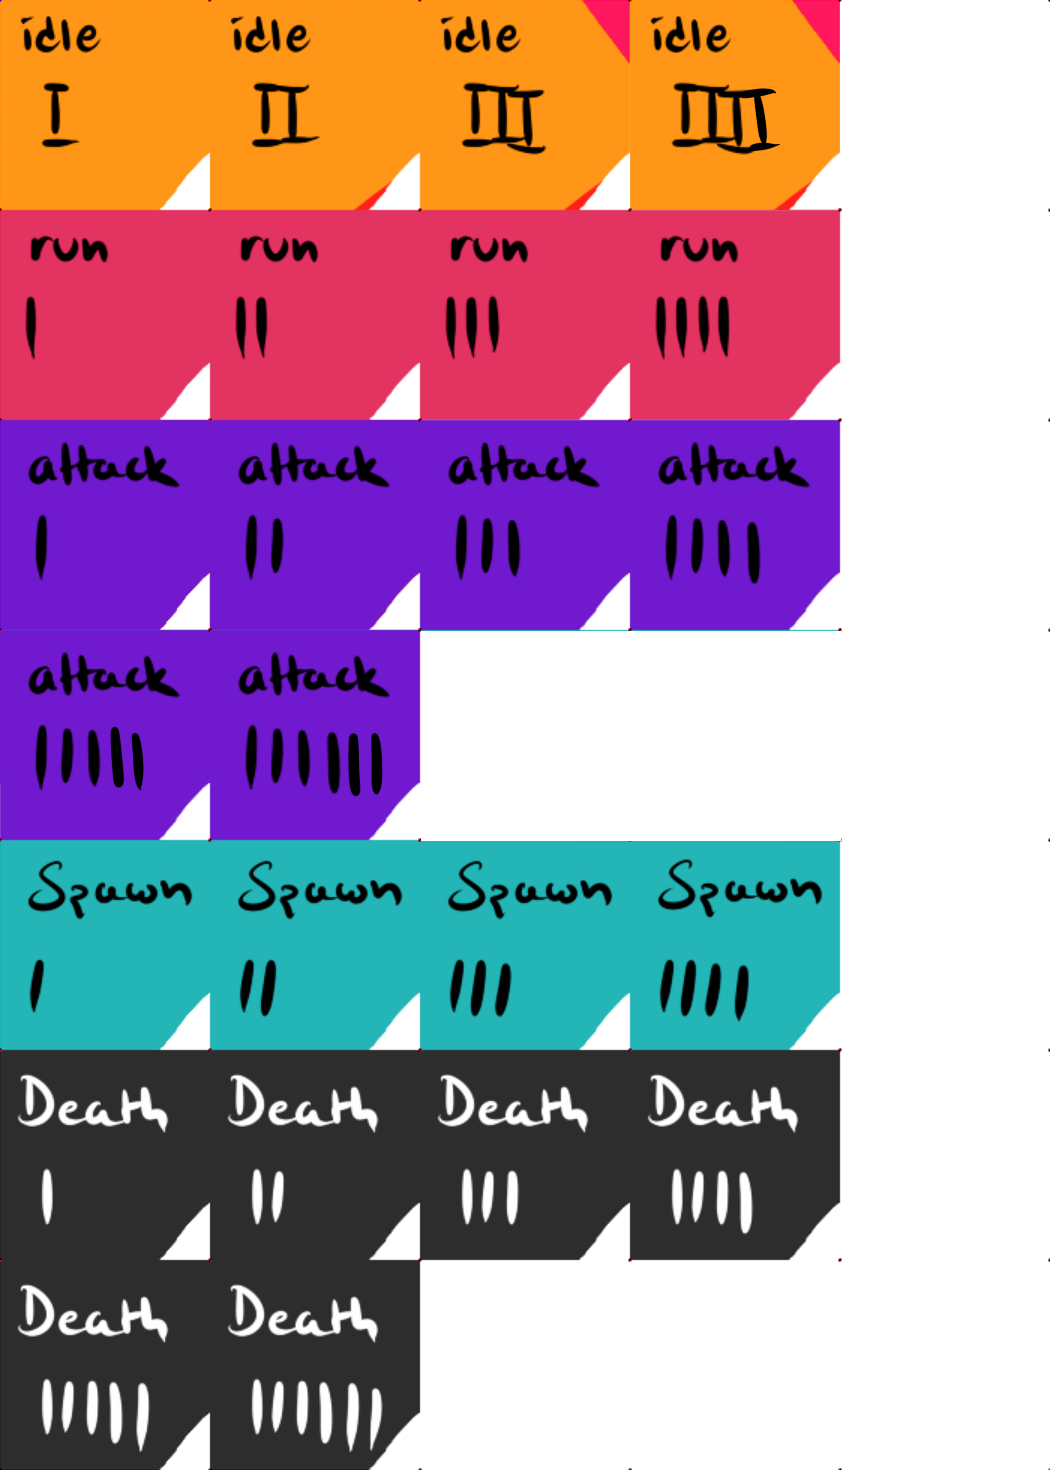 idle idle idle idle
I II III IIII
run run run run
| || ||| ||||
attack attack attack attack
| || ||| ||||
attack attack
||||| ||||||
Spawn Spawn Spawn Spawn
| || ||| ||||
Death Death Death Death
| || ||| ||||
Death Death
||||| ||||||